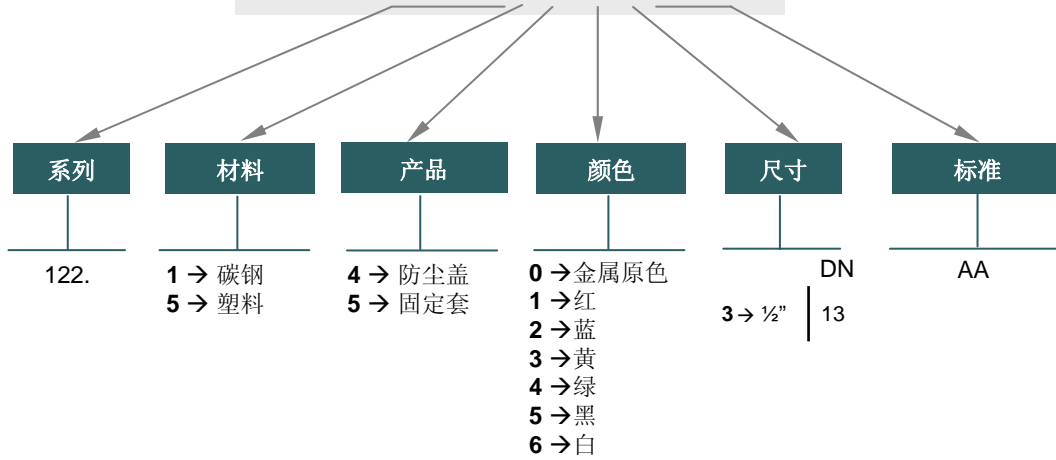 系列
材料
产品
颜色
尺寸
标准
122.
1 → 碳钢
5 → 塑料
4 → 防尘盖
5 → 固定套
0 →金属原色
1 →红
2 →蓝
3 →黄
4 →绿
5 →黑
6 →白
DN
3 → ½” 13
AA